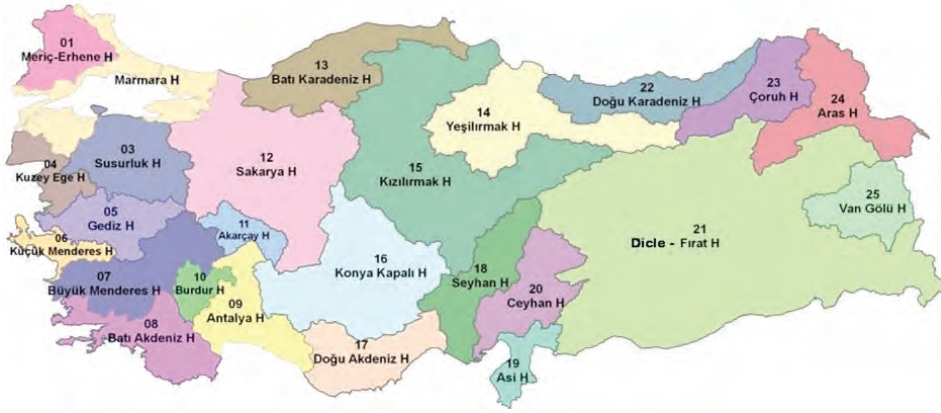 01
Meriç-Erhene H
Marmara H
03
Susurluk H
04
Kuzey Ege H
05
Gediz H
06
Küçük Menderes H
07
Büyük Menderes H
08
Batı Akdeniz H
09
Antalya H
10
Burdur H
11
Akarçay H
12
Sakarya H
13
Batı Karadeniz H
14
Yeşilırmak H
15
Kızılırmak H
16
Konya Kapalı H
17
Doğu Akdeniz H
18
Seyhan H
19
Asi H
20
Ceyhan H
21
Dicle - Fırat H
22
Doğu Karadeniz H
23
Çoruh H
24
Aras H
25
Van Gölü H